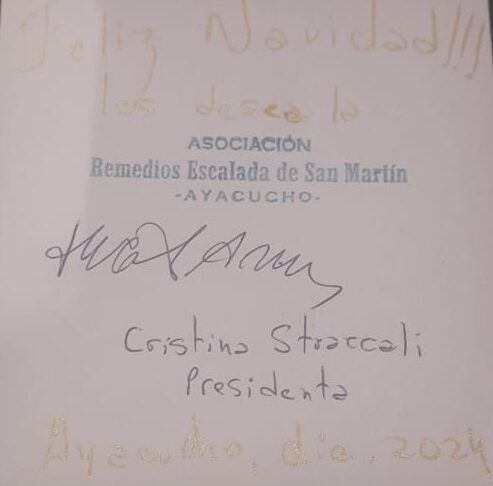 Feliz Navidad!!!
les desea la
ASOCIACIÓN
Remedios Escalada de San Martín
-AYACUCHO-
Cristina Straccali
Presidenta
Ayacucho, dic. 2024